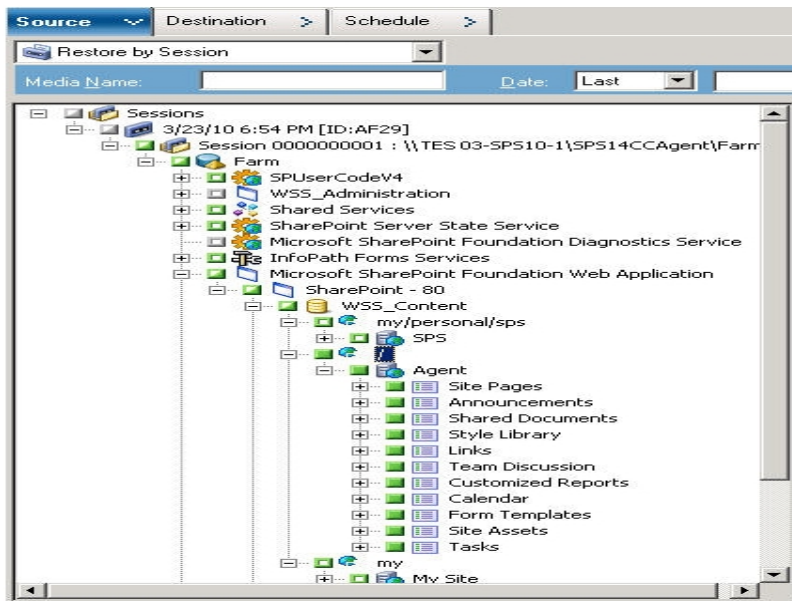 Source Destination > Schedule >
Restore by Session
Media Name: Date: Last
Sessions
3/23/10 6:54 PM [ID:AF29]
Session 0000000001 : \\TES 03-SPS10-1\SPS14CCAgent\Farm
Farm
SPUserCodeV4
WSS_Administration
Shared Services
SharePoint Server State Service
Microsoft SharePoint Foundation Diagnostics Service
InfoPath Forms Services
Microsoft SharePoint Foundation Web Application
SharePoint - 80
WSS_Content
my/personal/sps
SPS
/
Agent
Site Pages
Announcements
Shared Documents
Style Library
Links
Team Discussion
Customized Reports
Calendar
Form Templates
Site Assets
Tasks
my
My Site